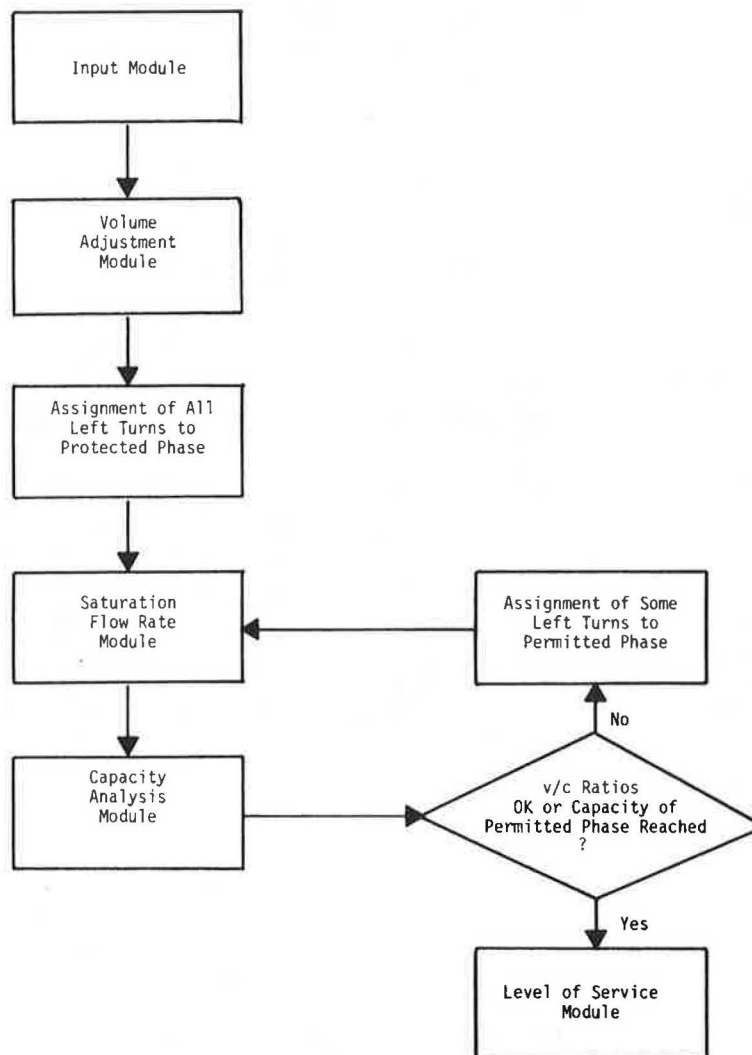 Input Module
Volume
Adjustment
Module
Assignment of All
Left Turns to
Protected Phase
Saturation
Flow Rate
Module
Assignment of Some
Left Turns to
Permitted Phase
No
Capacity
Analysis
Module
v/c Ratios
OK or Capacity of
Permitted Phase Reached
?
Yes
Level of Service
Module